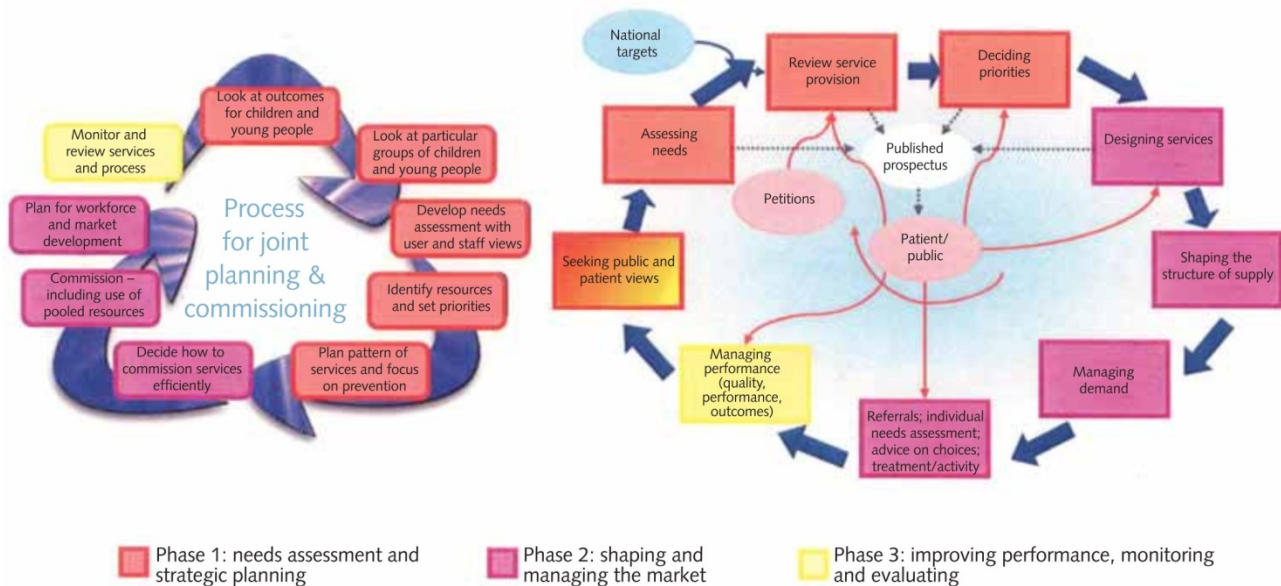 Look at outcomes
for children and
young people
Look at particular
groups of children
and young people
Develop needs
assessment with
user and staff views
Identify resources
and set priorities
Plan pattern of
services and focus
on prevention
Decide how to
commission services
efficiently
Commission –
including use of
pooled resources
Plan for workforce
and market
development
Monitor and
review services
and process
Process
for joint
planning &
commissioning
National
targets
Review service
provision
Deciding
priorities
Assessing
needs
Published
prospectus
Designing services
Petitions
Patient/
public
Seeking public and
patient views
Shaping the
structure of supply
Managing
performance
(quality,
performance,
outcomes)
Managing
demand
Referrals; individual
needs assessment;
advice on choices;
treatment/activity
Phase 1: needs assessment and
strategic planning
Phase 2: shaping and
managing the market
Phase 3: improving performance, monitoring
and evaluating